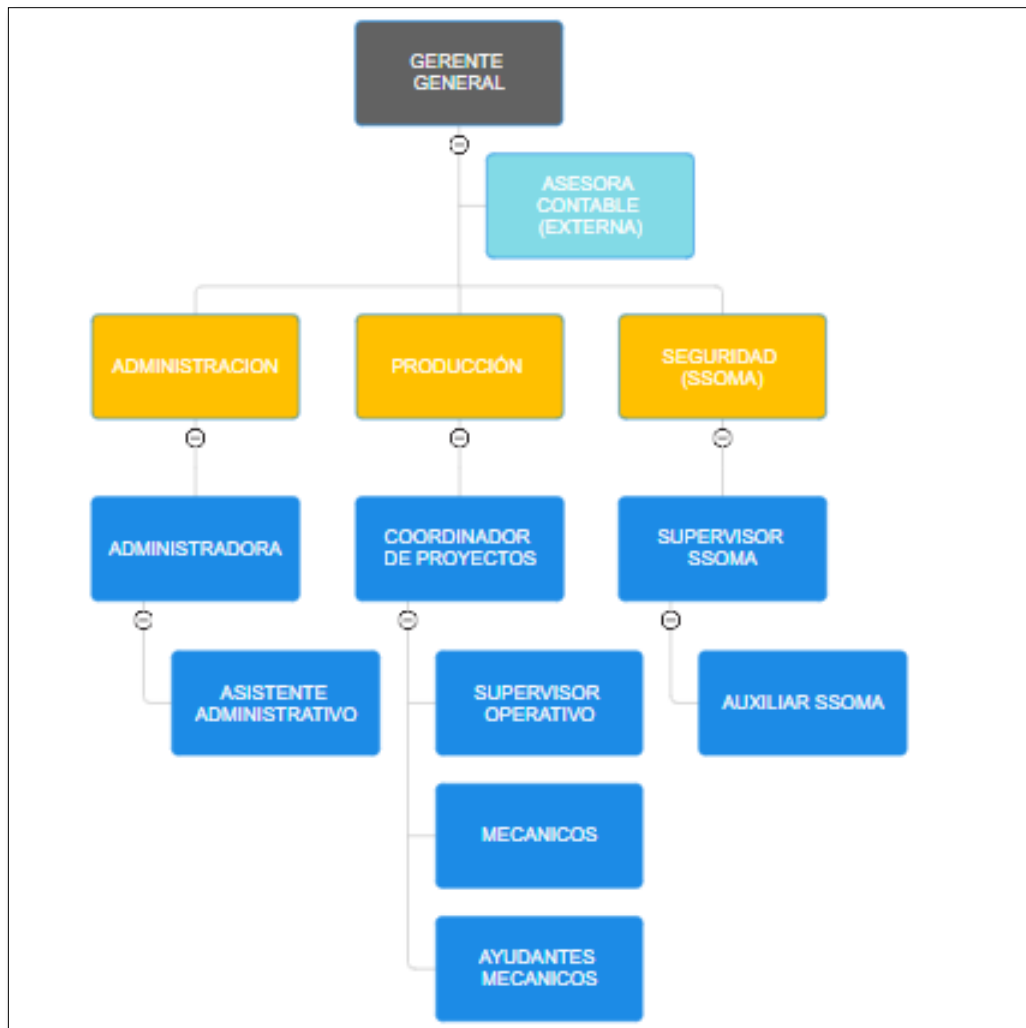 GERENTE
GENERAL
ASESORA
CONTABLE
(EXTERNA)
ADMINISTRACION
PRODUCCIÓN
SEGURIDAD
(SSOMA)
ADMINISTRADORA
COORDINADOR
DE PROYECTOS
SUPERVISOR
SSOMA
ASISTENTE
ADMINISTRATIVO
SUPERVISOR
OPERATIVO
AUXILIAR SSOMA
MECANICOS
AYUDANTES
MECANICOS